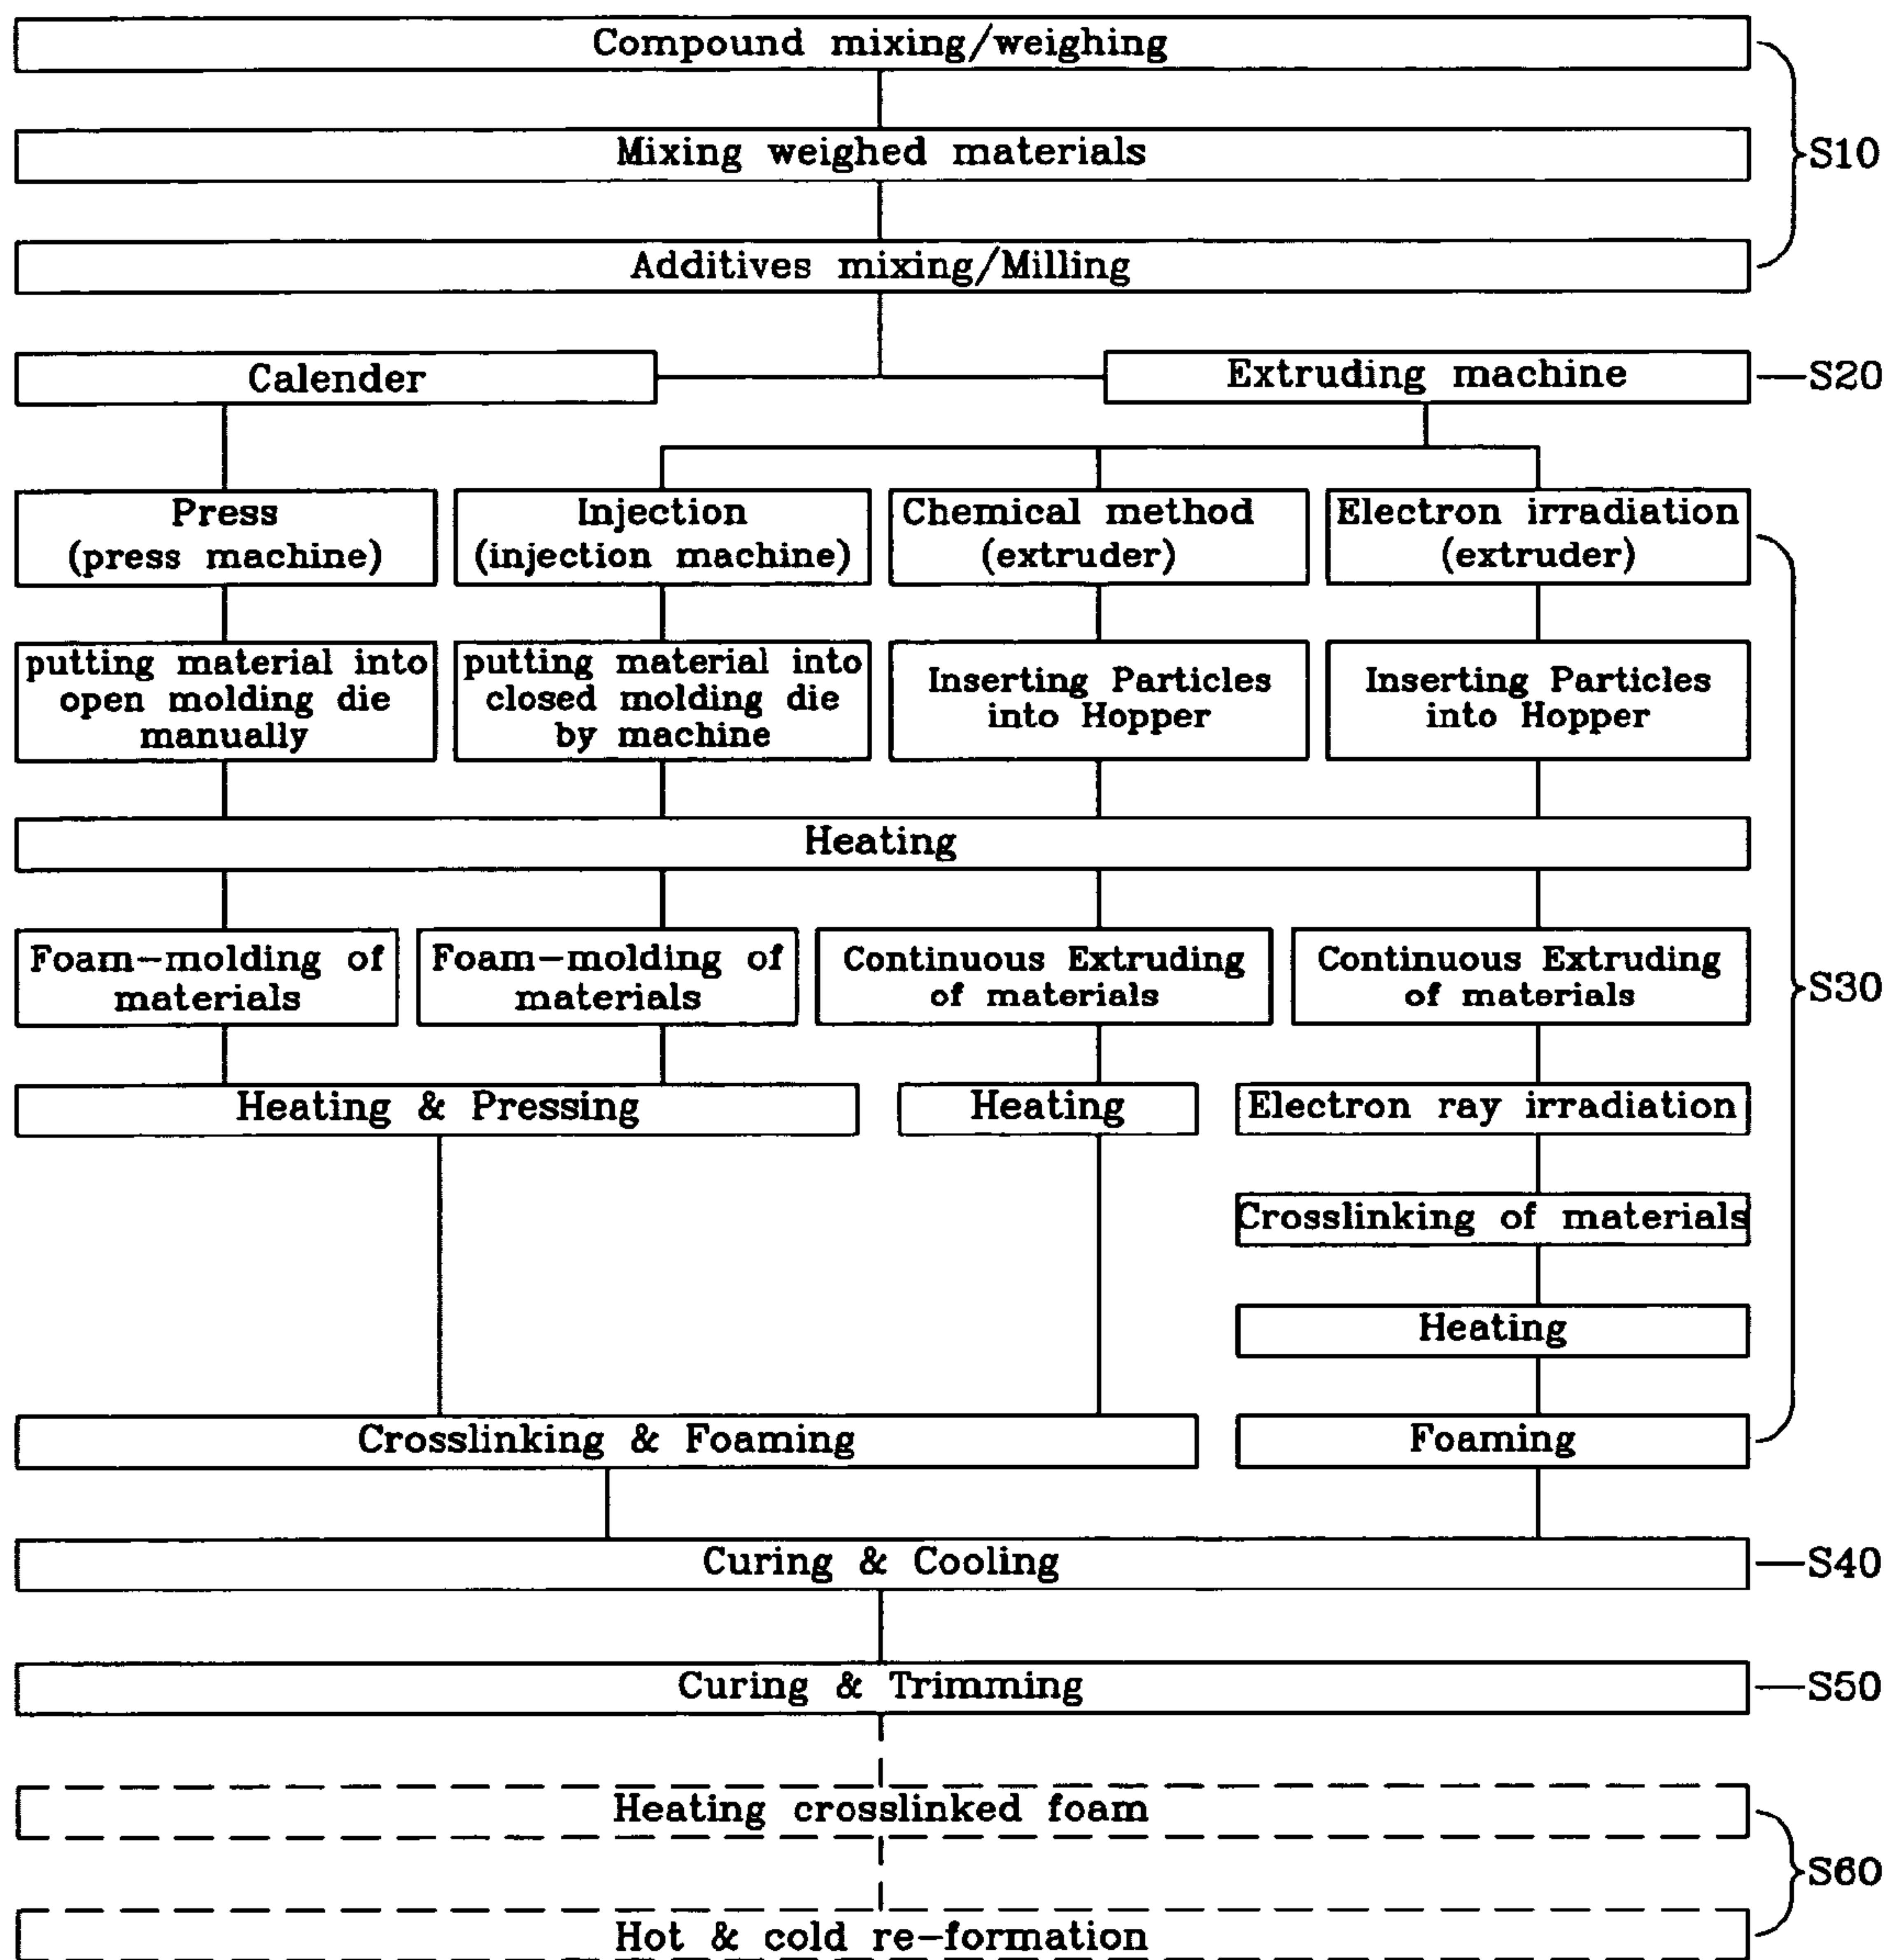 Compound mixing/weighing
Mixing weighed materials
S10
Additives mixing/Milling
Calender
Extruding machine
S20
Press
(press machine)
Injection
(injection machine)
Chemical method
(extruder)
Electron irradiation
(extruder)
putting material into
open molding die
manually
putting material into
closed molding die
by machine
Inserting Particles
into Hopper
Inserting Particles
into Hopper
Heating
Foam-molding of
materials
Foam-molding of
materials
Continuous Extruding
of materials
Continuous Extruding
of materials
S30
Heating & Pressing
Heating
Electron ray irradiation
Crosslinking of materials
Heating
Crosslinking & Foaming
Foaming
Curing & Cooling
S40
Curing & Trimming
S50
Heating crosslinked foam
S60
Hot & cold re-formation